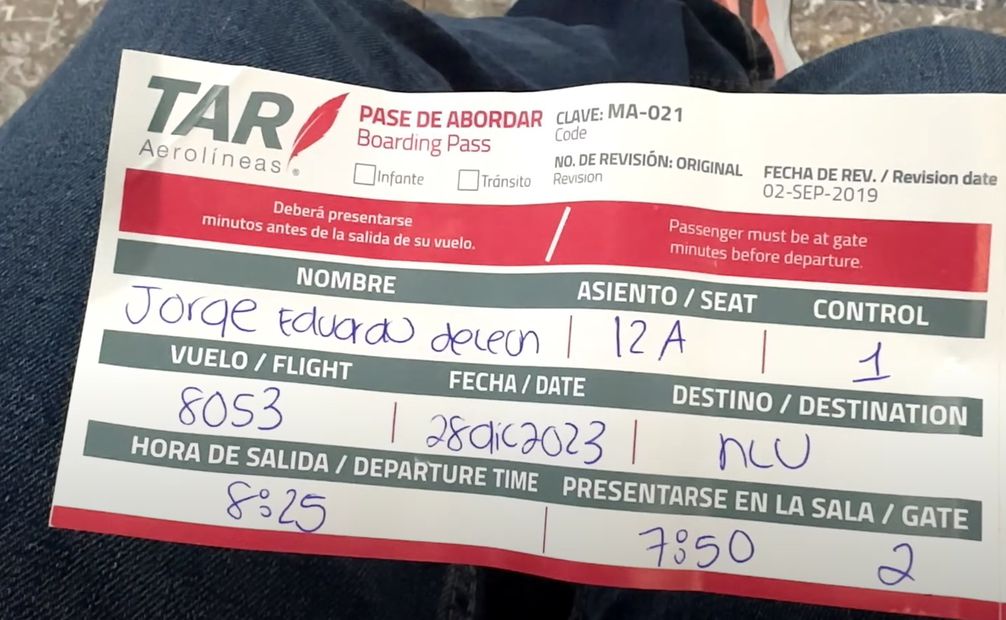 TAR
Aerolíneas
PASE DE ABORDAR
Boarding Pass
Infante
Tránsito
CLAVE: MA-021
Code
NO. DE REVISIÓN: ORIGINAL
Revision
FECHA DE REV. / Revision date
02-SEP-2019
Deberá presentarse
minutos antes de la salida de su vuelo.
Passenger must be at gate
minutes before departure.
NOMBRE ASIENTO / SEAT CONTROL
Jorge Eduardo deleon 12A 1
VUELO / FLIGHT FECHA / DATE DESTINO / DESTINATION
8053 28dic2023 NLU
HORA DE SALIDA / DEPARTURE TIME PRESENTARSE EN LA SALA / GATE
8:25 7:50 2